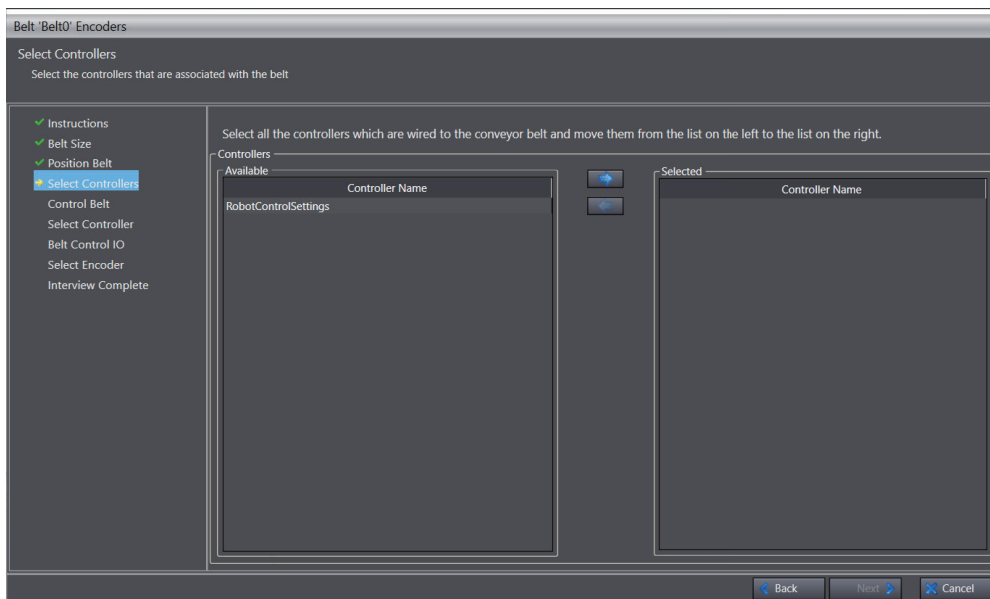 Belt 'Belt0' Encoders
Select Controllers
Select the controllers that are associated with the belt
Instructions
Belt Size
Position Belt
Select Controllers
Control Belt
Select Controller
Belt Control IO
Select Encoder
Interview Complete
Select all the controllers which are wired to the conveyor belt and move them from the list on the left to the list on the right.
Controllers
Available
Controller Name
RobotControlSettings
Selected
Controller Name
Back
Next
Cancel